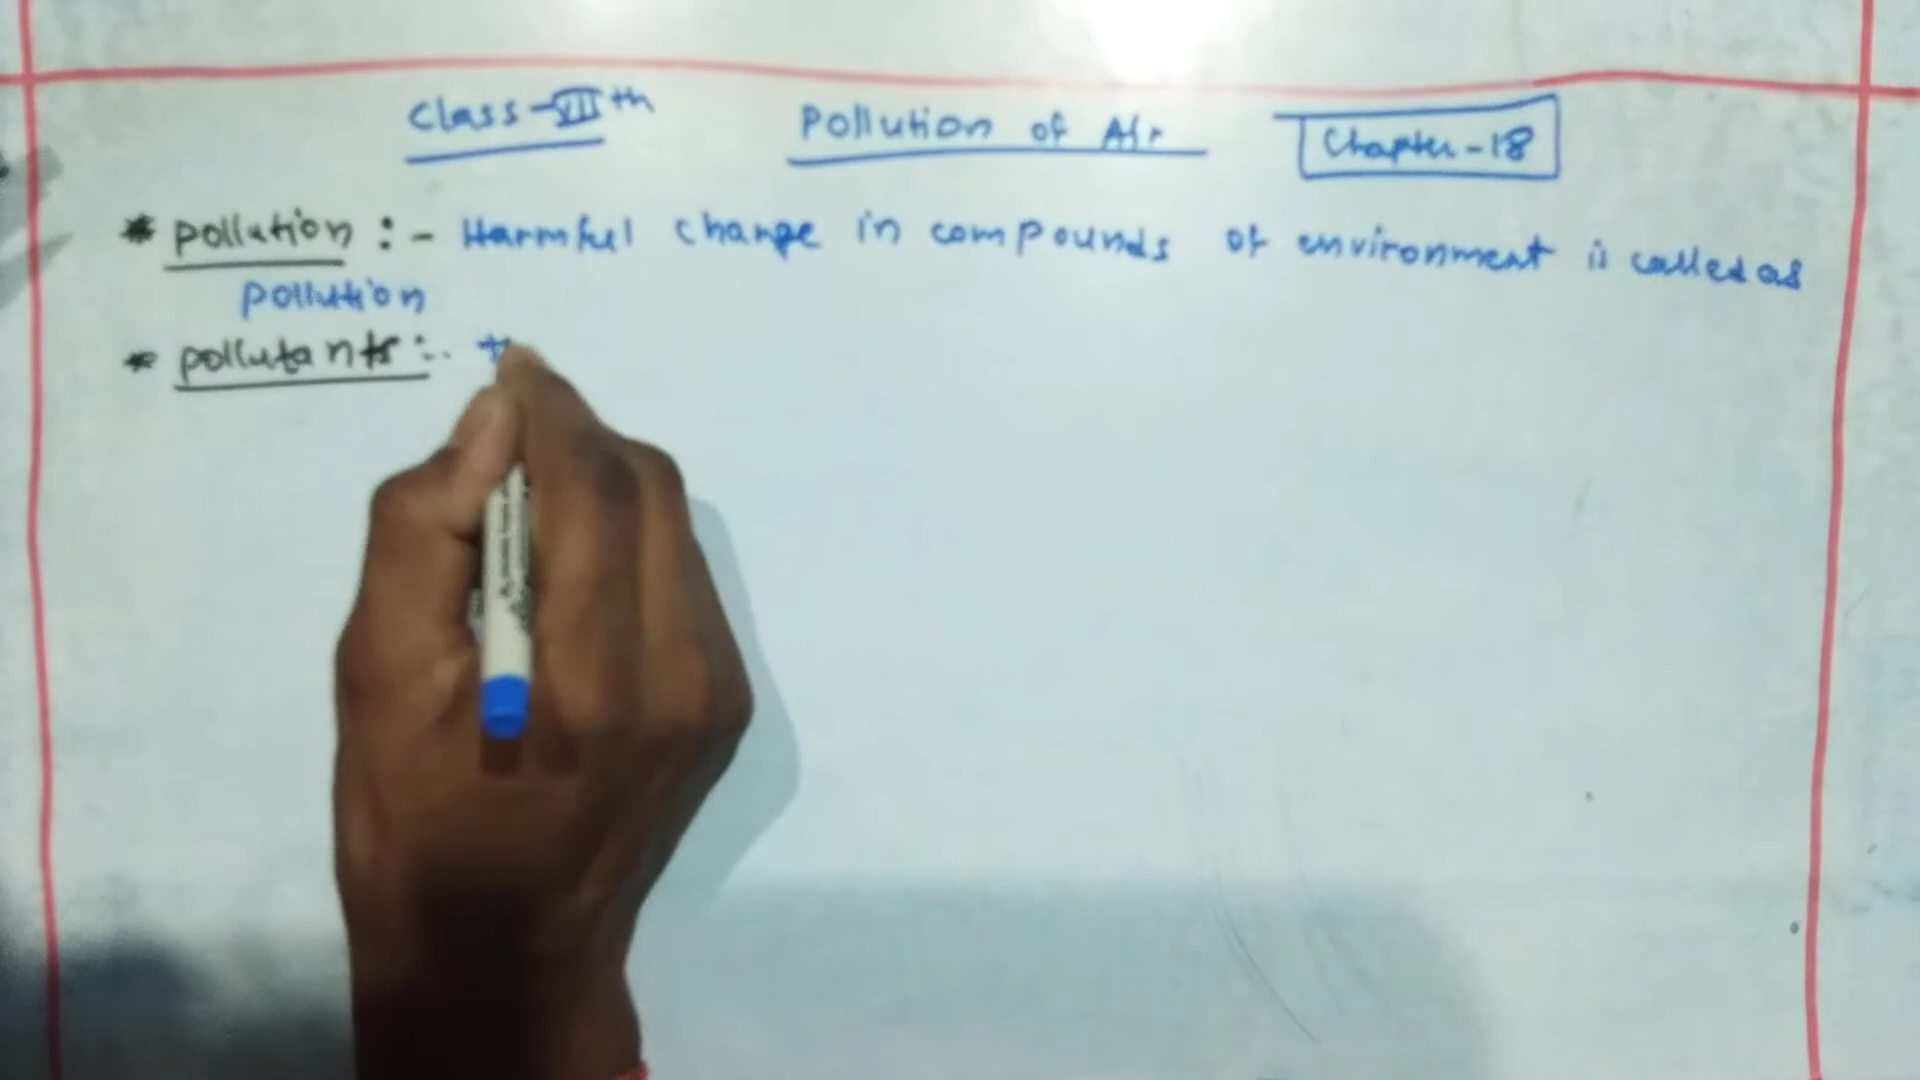 Class-VIIth Pollution of Air Chapter-18
* pollution :- Harmful change in compounds of environment is called as
pollution
* pollutants :-